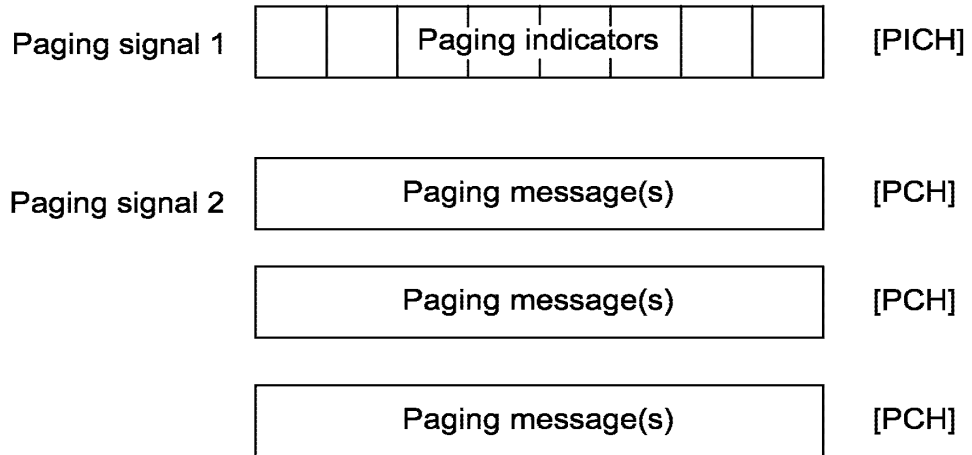 Paging signal 1 Paging indicators [PICH]
Paging signal 2 Paging message(s) [PCH]
Paging message(s) [PCH]
Paging message(s) [PCH]